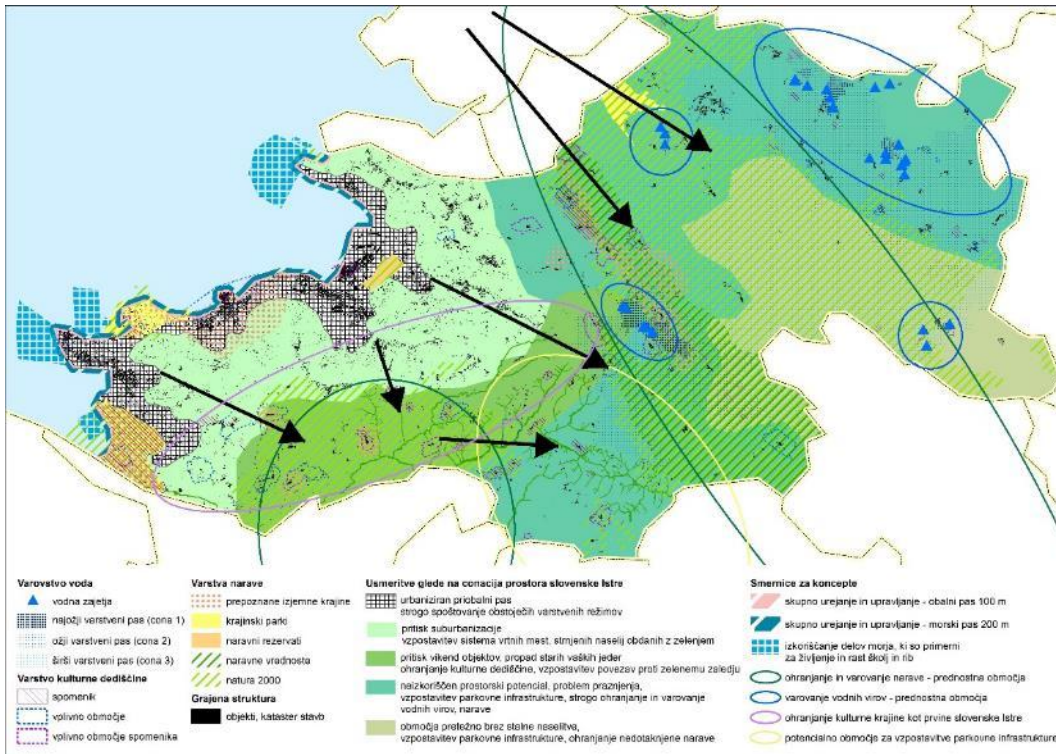 Varovstvo voda
vodna zajetja
najožji varstveni pas (cona 1)
ožji varstveni pas (cona 2)
širši varstveni pas (cona 3)
Varstvo kulturne dediščine
spomenik
vplivno območje
vplivno območje spomenika
Varstva narave
prepoznane izjemne krajine
krajinski parki
naravni rezervati
naravne vrednosti
natura 2000
Grajena struktura
objekti, kataster stavb
Usmeritve glede na conacija prostora slovenske Istre
urbaniziran priobalni pas
strogo spoštovanje obstoječih varstvenih režimov
pritisk suburbanizacije
vzpostavitev sistema vrtnih mest, strnjenih naselij obdanih z zelenjem
pritisk vikend objektov, propad starih vaških jeder
ohranjanje kulturne dediščine, vzpostavitev povezav proti zelenemu zaledju
neizkoriščen prostorski potencial, problem praznjenja,
vzpostavitev parkovne infrastrukture, strogo ohranjanje in varovanje
vodnih virov, narave
območja pretežno brez stalne naselitve,
vzpostavitev parkovne infrastrukture, ohranjanje nedotaknjene narave
Smernice za koncepte
skupno urejanje in upravljanje - obalni pas 100 m
skupno urejanje in upravljanje - morski pas 200 m
izkoriščanje delov morja, ki so primerni
za življenje in rast školj in rib
ohranjanje in varovanje narave - prednostna območja
varovanje vodnih virov - prednostna območja
ohranjanje kulturne krajine kot prvine slovenske Istre
potencialno območje za vzpostavitve parkovne infrastrukture